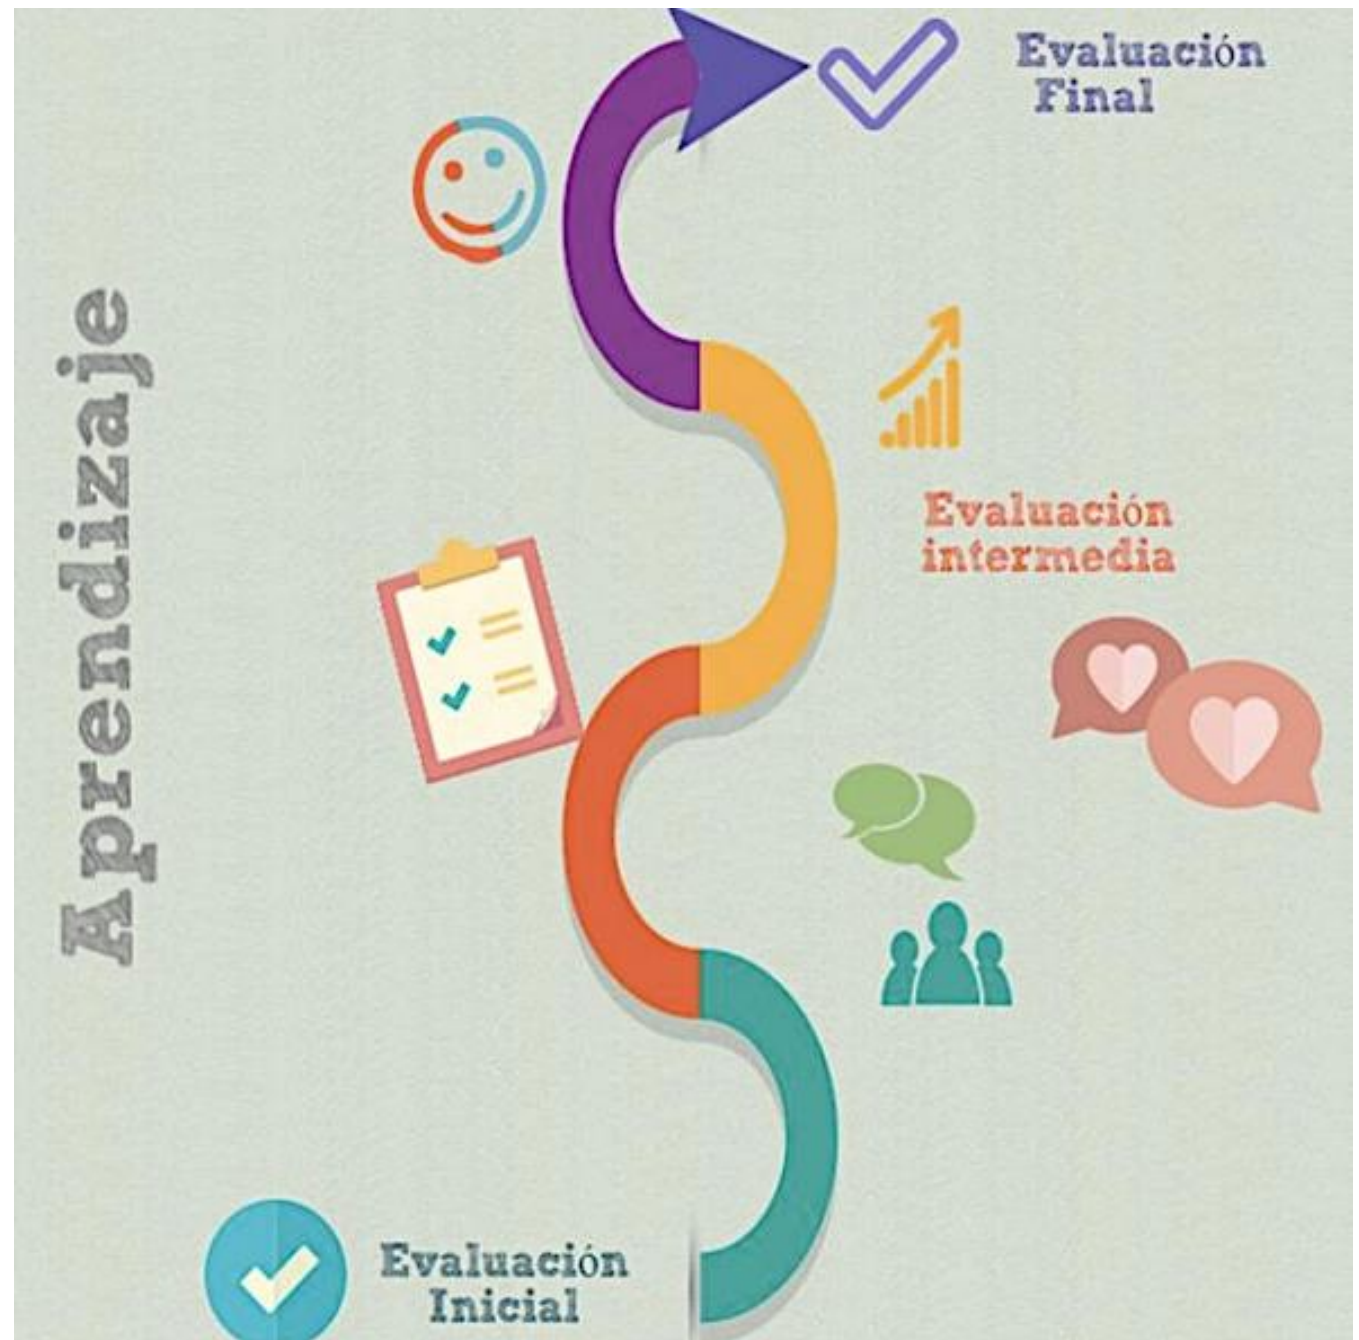 Evaluación
Final
Aprendizaje
Evaluación
intermedia
Evaluación
Inicial